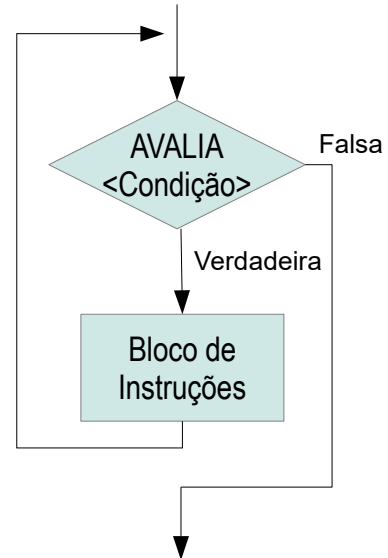 AVALIA
<Condição>
Falsa
Verdadeira
Bloco de
Instruções